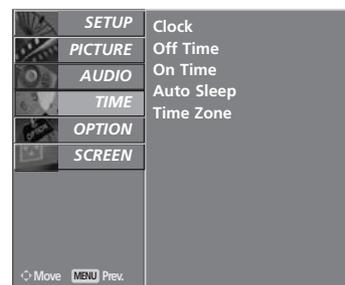 SETUP
PICTURE
AUDIO
TIME
OPTION
SCREEN
Clock
Off Time
On Time
Auto Sleep
Time Zone
Move MENU Prev.